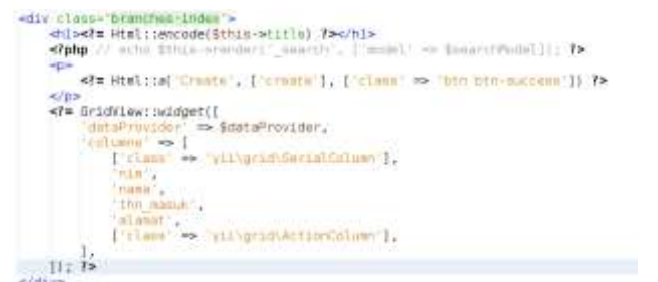 <div class="branches-index">
<h1><?= Html::encode($this->title) ?></h1>
<?php // echo $this->render('_search', ['model' => $searchModel]); ?>
<p>
<?= Html::a('Create', ['create'], ['class' => 'btn btn-success']) ?>
</p>
<?= GridView::widget([
'dataProvider' => $dataProvider,
'columns' => [
['class' => 'yii\grid\SerialColumn'],
'nim',
'nama',
'thn_masuk',
'alamat',
['class' => 'yii\grid\ActionColumn'],
],
]); ?>
</div>